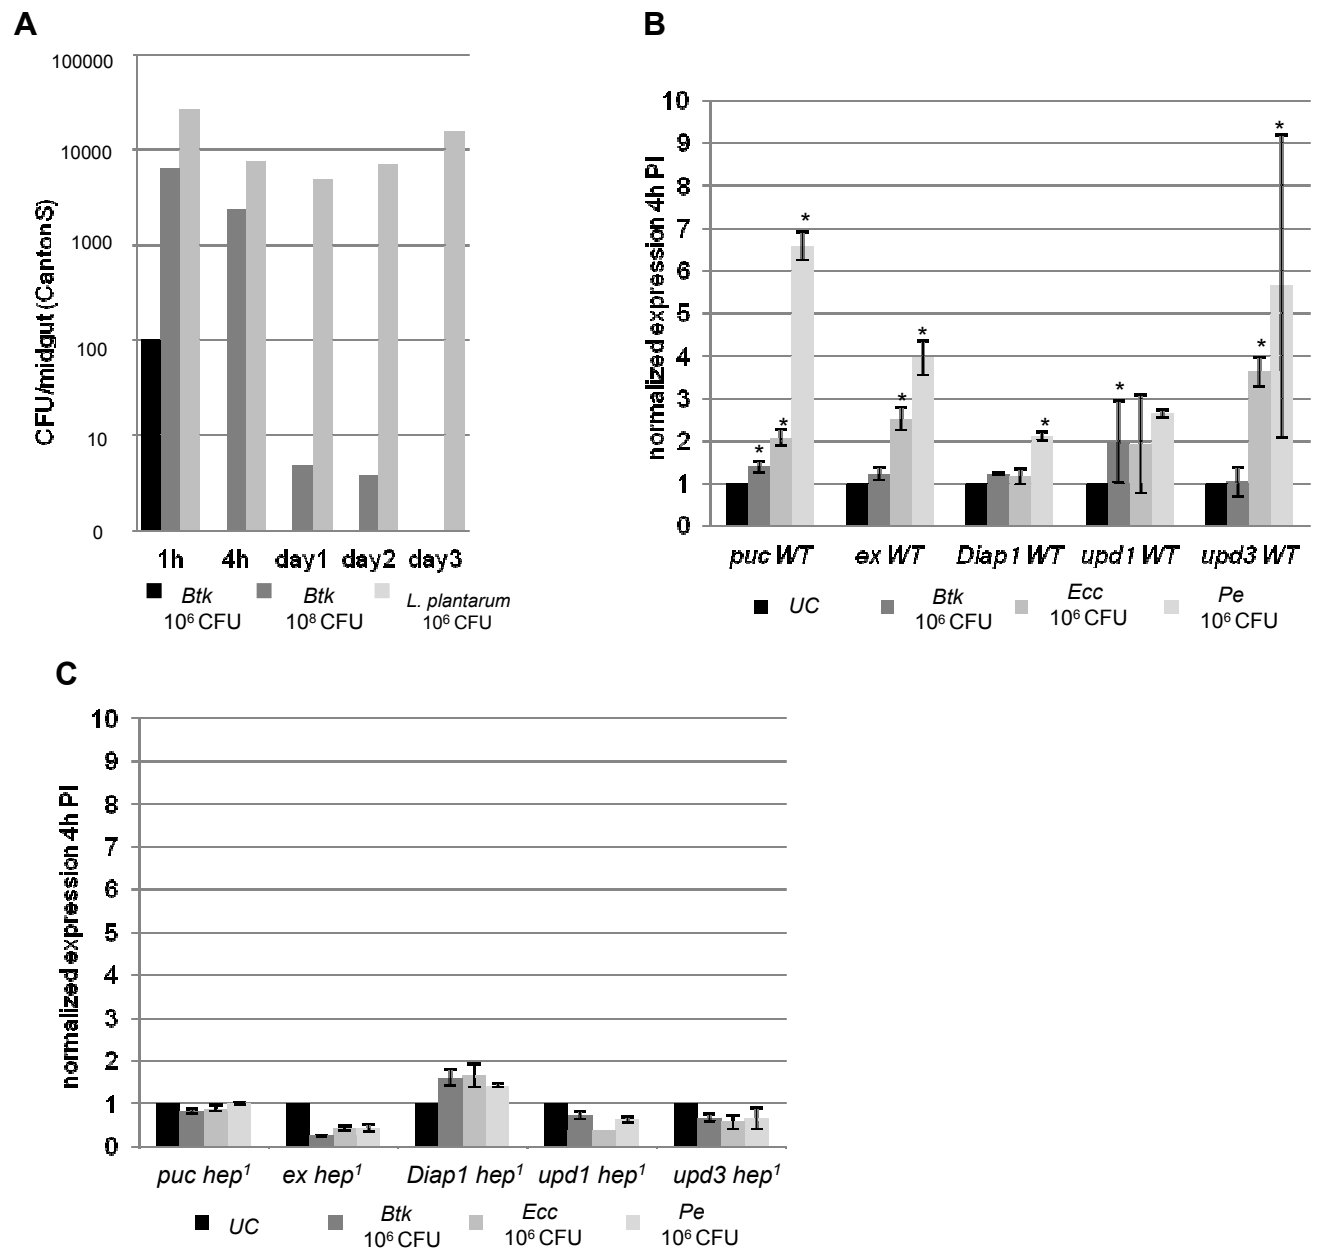 A
CFU/midgut (Canton S)
100000
10000
1000
100
10
0
1h 4h day1 day2 day3
Btk 10⁶ CFU
Btk 10⁸ CFU
L. plantarum 10⁶ CFU
B
normalized expression 4h PI
10
9
8
7
6
5
4
3
2
1
0
* * * * * * * * *
puc WT ex WT Diap1 WT upd1 WT upd3 WT
UC
Btk 10⁶ CFU
Ecc 10⁶ CFU
Pe 10⁶ CFU
C
normalized expression 4h PI
10
9
8
7
6
5
4
3
2
1
0
puc hep¹ ex hep¹ Diap1 hep¹ upd1 hep¹ upd3 hep¹
UC
Btk 10⁶ CFU
Ecc 10⁶ CFU
Pe 10⁶ CFU